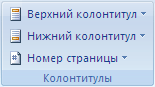 Верхний колонтитул
Нижний колонтитул
Номер страницы
Колонтитулы